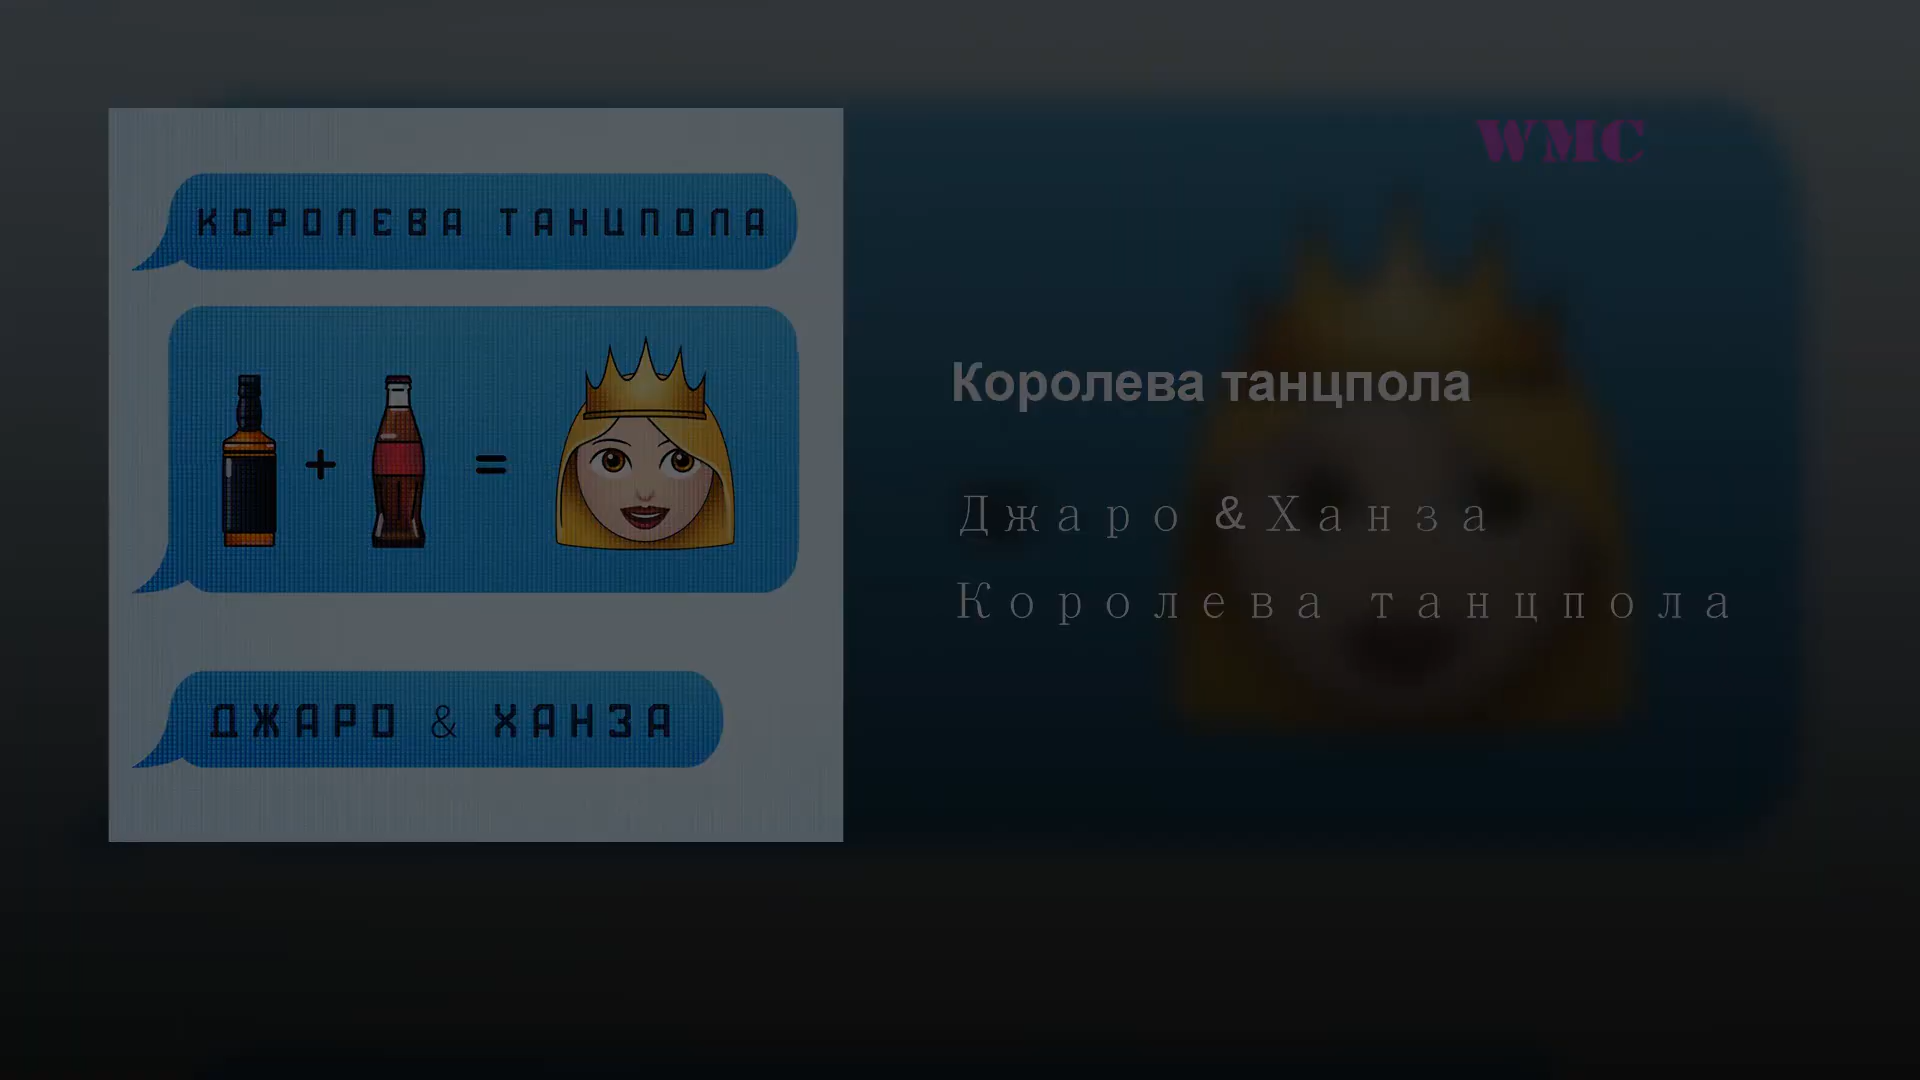 КОРОЛЕВА ТАНЦПОЛА
+ =
ДЖАРО & ХАНЗА
WMC
Королева танцпола
Джаро & Ханза
Королева танцпола